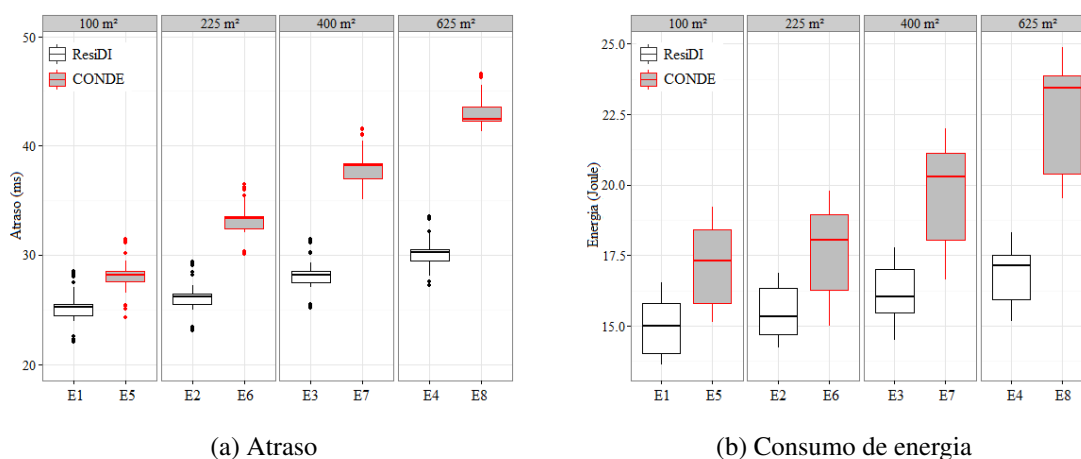 100 m² 225 m² 400 m² 625 m²
50
ResiDI
CONDE
40
30
20
Atraso (ms)
E1 E5 E2 E6 E3 E7 E4 E8
(a) Atraso
100 m² 225 m² 400 m² 625 m²
25.0
ResiDI
CONDE
22.5
20.0
17.5
15.0
Energia (Joule)
E1 E5 E2 E6 E3 E7 E4 E8
(b) Consumo de energia